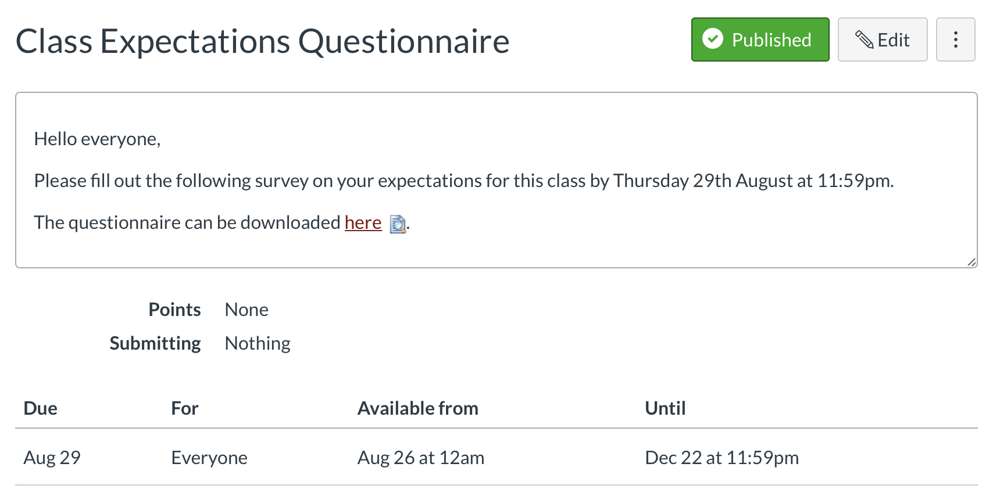 Class Expectations Questionnaire
Published
Edit
Hello everyone,
Please fill out the following survey on your expectations for this class by Thursday 29th August at 11:59pm.
The questionnaire can be downloaded here .
Points None
Submitting Nothing
Due For Available from Until
Aug 29 Everyone Aug 26 at 12am Dec 22 at 11:59pm